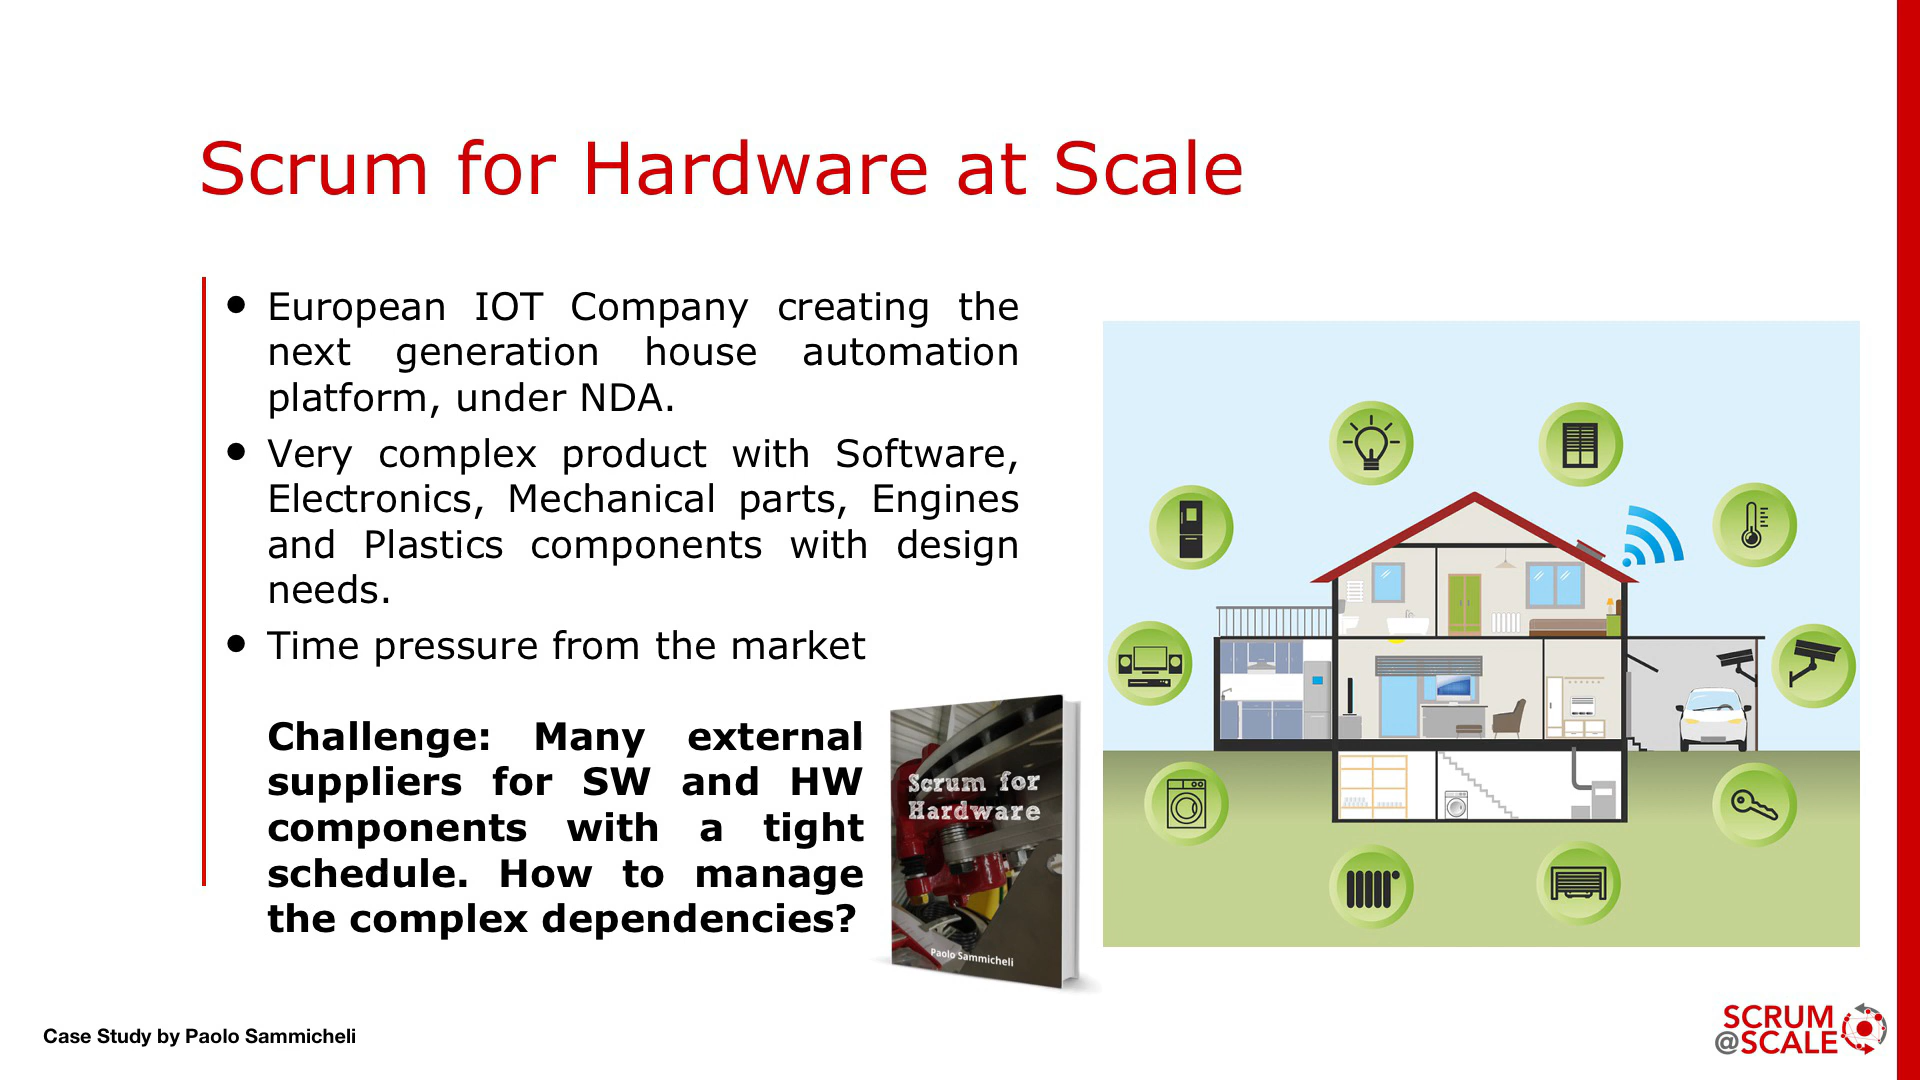 Scrum for Hardware at Scale
● European IOT Company creating the
next generation house automation
platform, under NDA.
● Very complex product with Software,
Electronics, Mechanical parts, Engines
and Plastics components with design
needs.
● Time pressure from the market
Challenge: Many external
suppliers for SW and HW
components with a tight
schedule. How to manage
the complex dependencies?
Scrum for
Hardware
Paolo Sammicheli
Case Study by Paolo Sammicheli
SCRUM
@SCALE